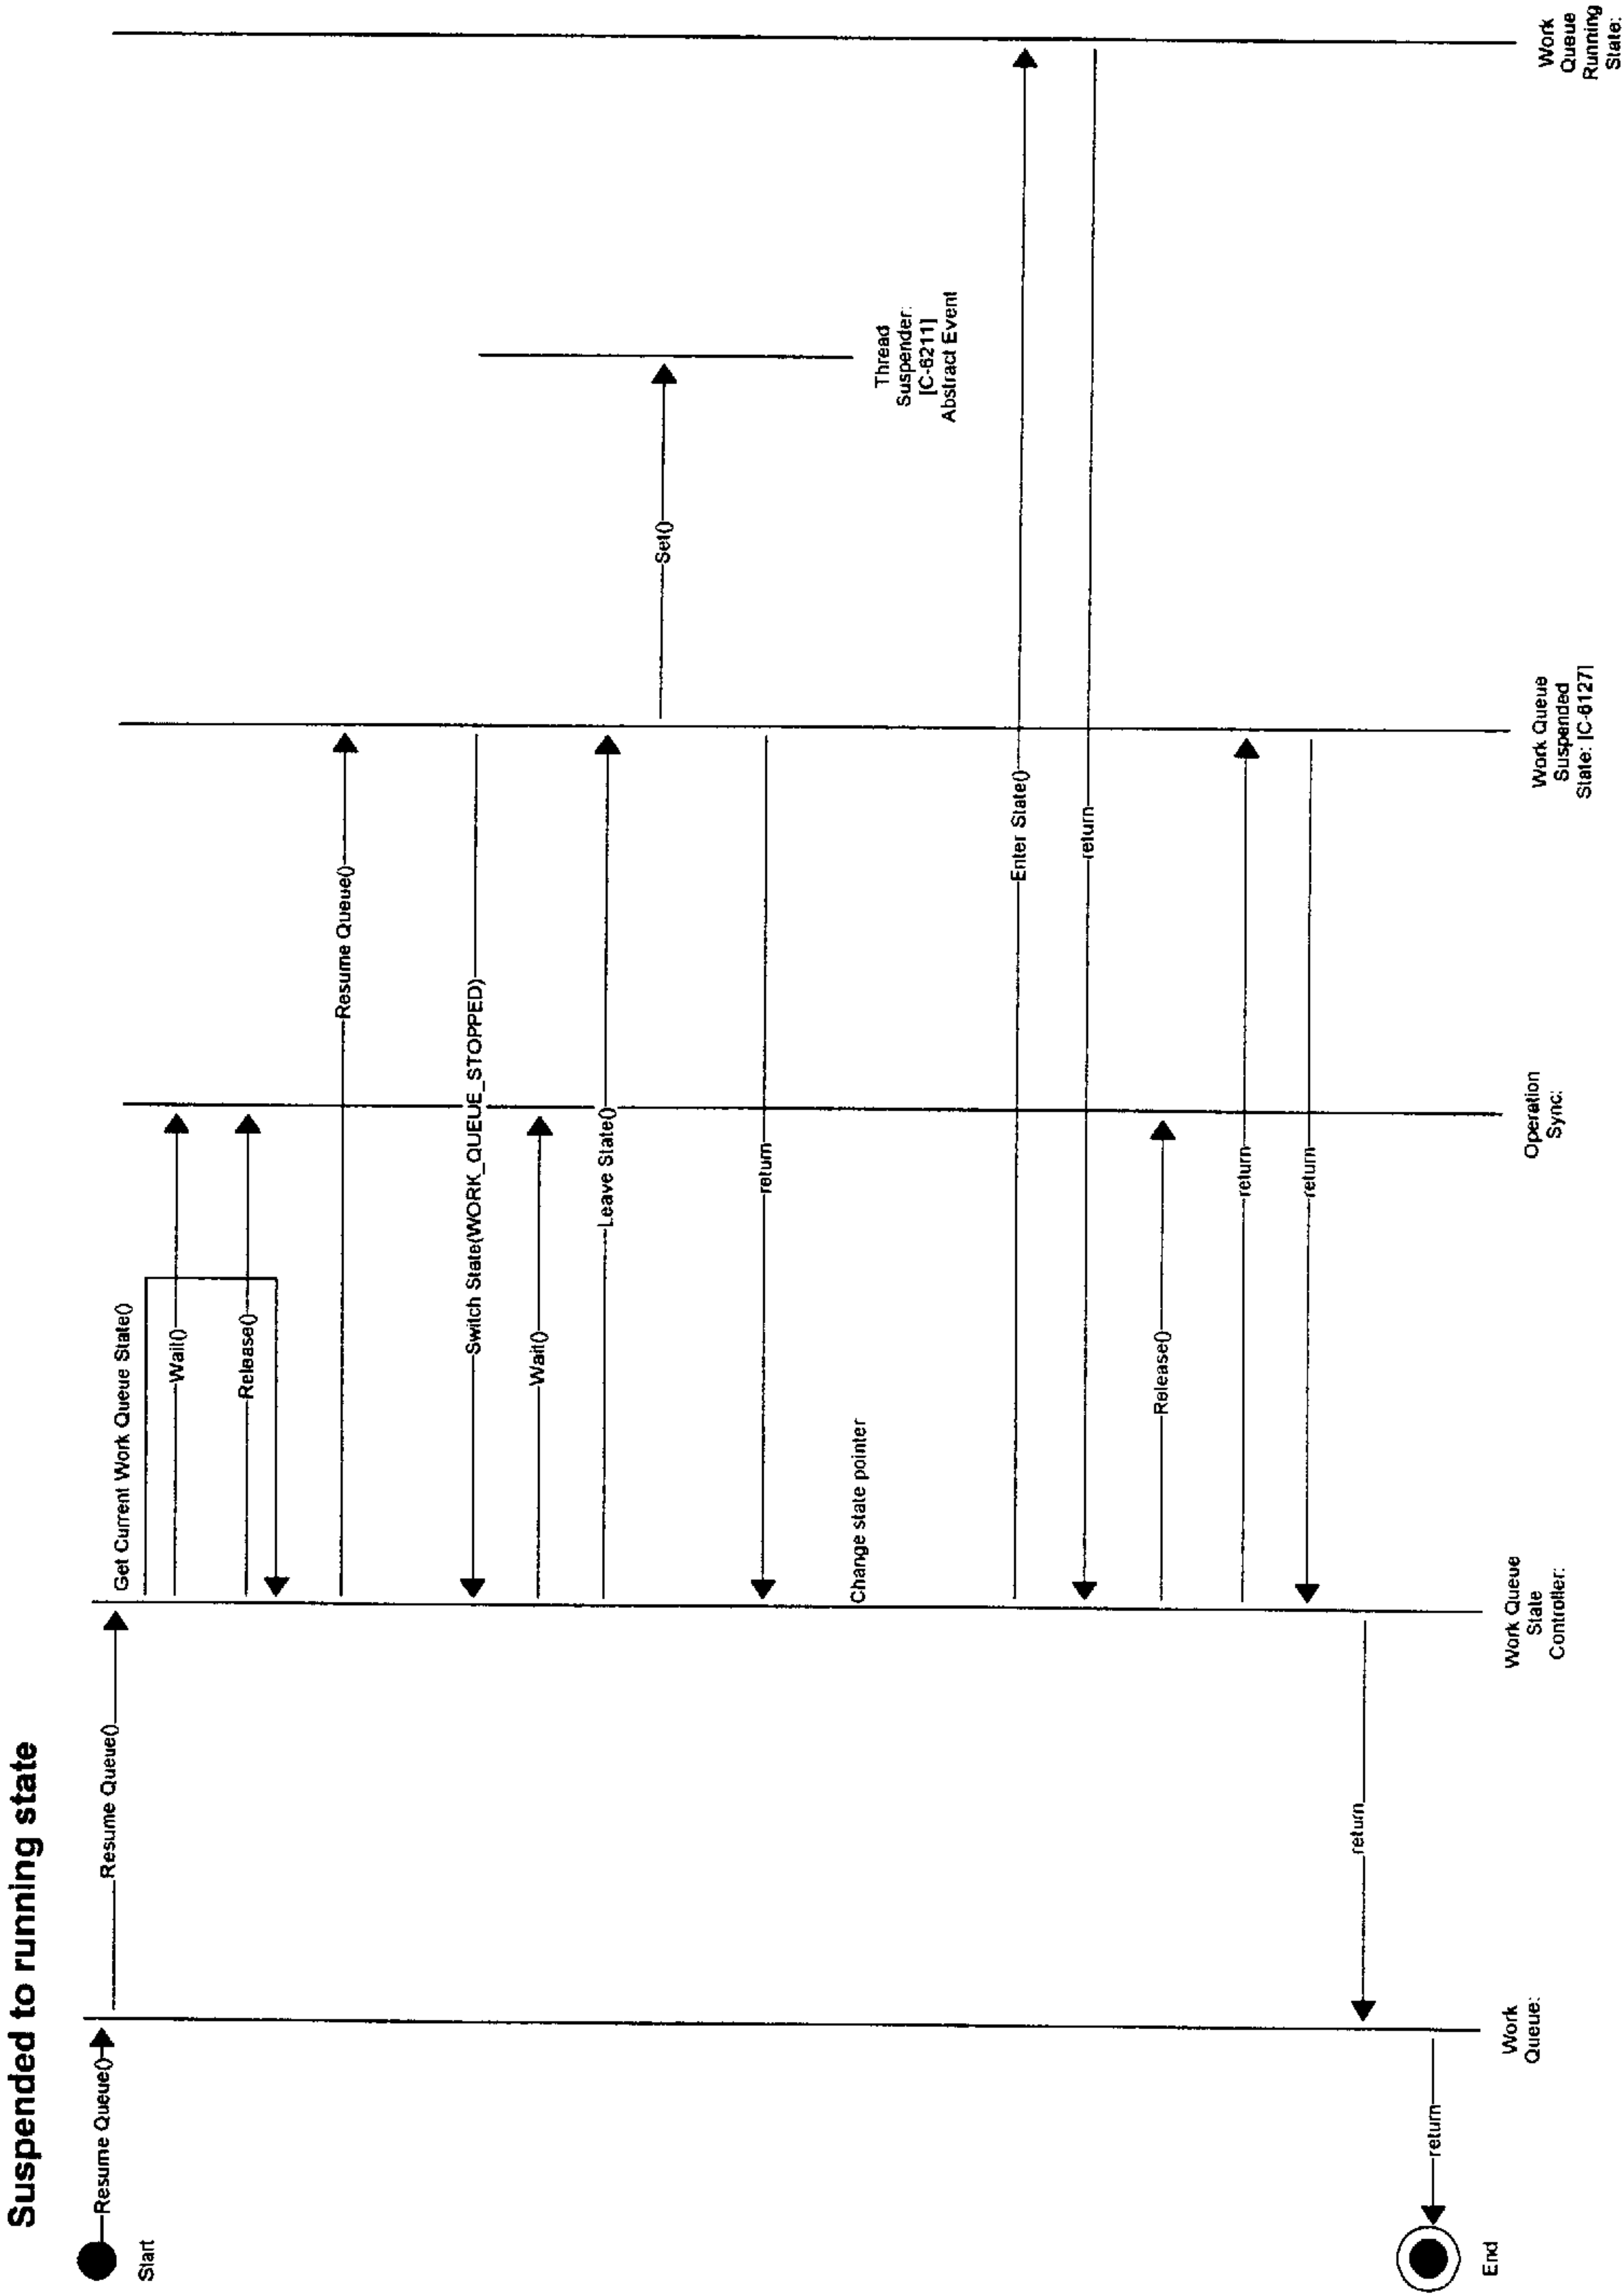 Suspended to running state
Start
Resume Queue()
Resume Queue()
Get Current Work Queue State()
Wait()
Release()
Resume Queue()
Switch State(WORK_QUEUE_STOPPED)
Wait()
Leave State()
Set()
return
Thread
Suspender:
[C-6211]
Abstract Event
Change state pointer
Enter State()
return
Release()
return
return
return
return
End
Work
Queue:
Work Queue
State
Controller:
Operation
Sync:
Work Queue
Suspended
State: [C-6127]
Work
Queue
Running
State: